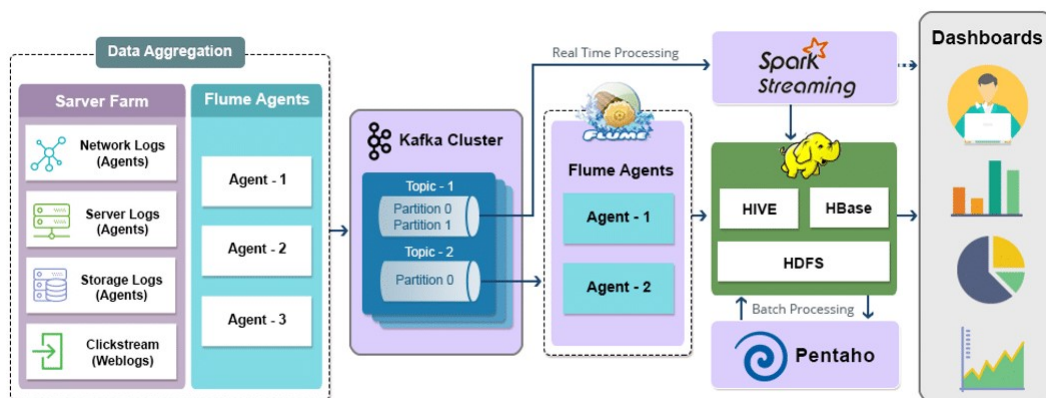 Data Aggregation
Sarver Farm
Network Logs
(Agents)
Server Logs
(Agents)
Storage Logs
(Agents)
Clickstream
(Weblogs)
Flume Agents
Agent - 1
Agent - 2
Agent - 3
Kafka Cluster
Topic - 1
Partition 0
Partition 1
Topic - 2
Partition 0
Real Time Processing
FLUME
Flume Agents
Agent - 1
Agent - 2
Spark
Streaming
HIVE
HBase
HDFS
Batch Processing
Pentaho
Dashboards